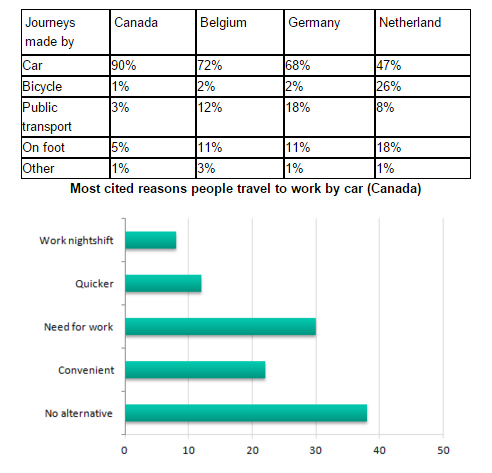 Journeys made by Canada Belgium Germany Netherland
Car 90% 72% 68% 47%
Bicycle 1% 2% 2% 26%
Public transport 3% 12% 18% 8%
On foot 5% 11% 11% 18%
Other 1% 3% 1% 1%
Most cited reasons people travel to work by car (Canada)
Work nightshift
Quicker
Need for work
Convenient
No alternative
0 10 20 30 40 50